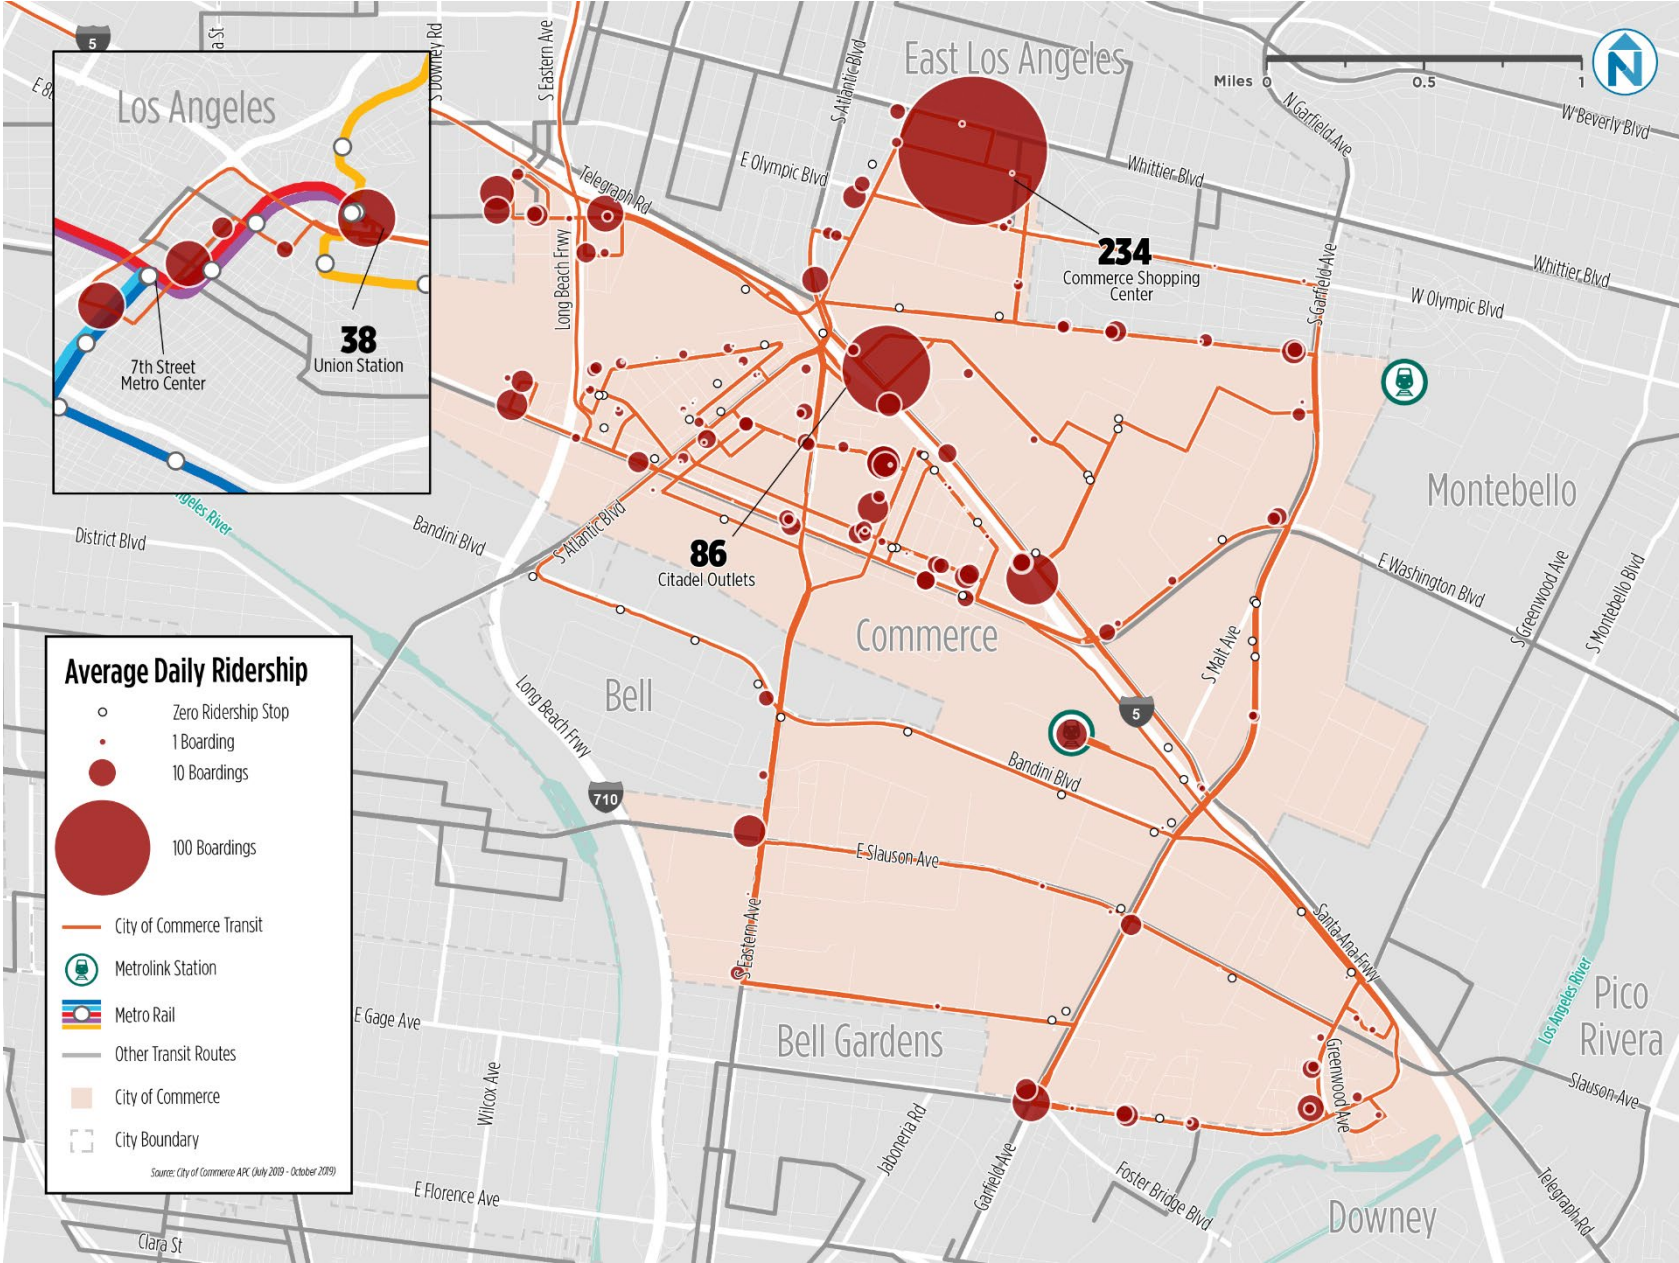 5
a St
S Downey Rd
S Eastern Ave
S Atlantic Blvd
East Los Angeles
Miles 0 0.5 1
N
N Garfield Ave
W Beverly Blvd
E 8
Los Angeles
E Olympic Blvd
Whittier Blvd
Telegraph Rd
234
Commerce Shopping
Center
Whittier Blvd
W Olympic Blvd
S Garfield Ave
Long Beach Frwy
38
Union Station
7th Street
Metro Center
Montebello
geles River
District Blvd
Bandini Blvd
S Atlantic Blvd
86
Citadel Outlets
E Washington Blvd
S Greenwood Ave
S Montebello Blvd
Commerce
S Malt Ave
Bell
Long Beach Frwy
5
Bandini Blvd
710
E Slauson Ave
Santa Ana Frwy
S Eastern Ave
Los Angeles River
Pico
Rivera
E Gage Ave
Bell Gardens
Greenwood Ave
Slauson Ave
Wilcox Ave
Jaboneria Rd
Garfield Ave
Foster Bridge Blvd
Telegraph Rd
Downey
E Florence Ave
Clara St
Average Daily Ridership
Zero Ridership Stop
1 Boarding
10 Boardings
100 Boardings
City of Commerce Transit
Metrolink Station
Metro Rail
Other Transit Routes
City of Commerce
City Boundary
Source: City of Commerce APC (July 2019 - October 2019)